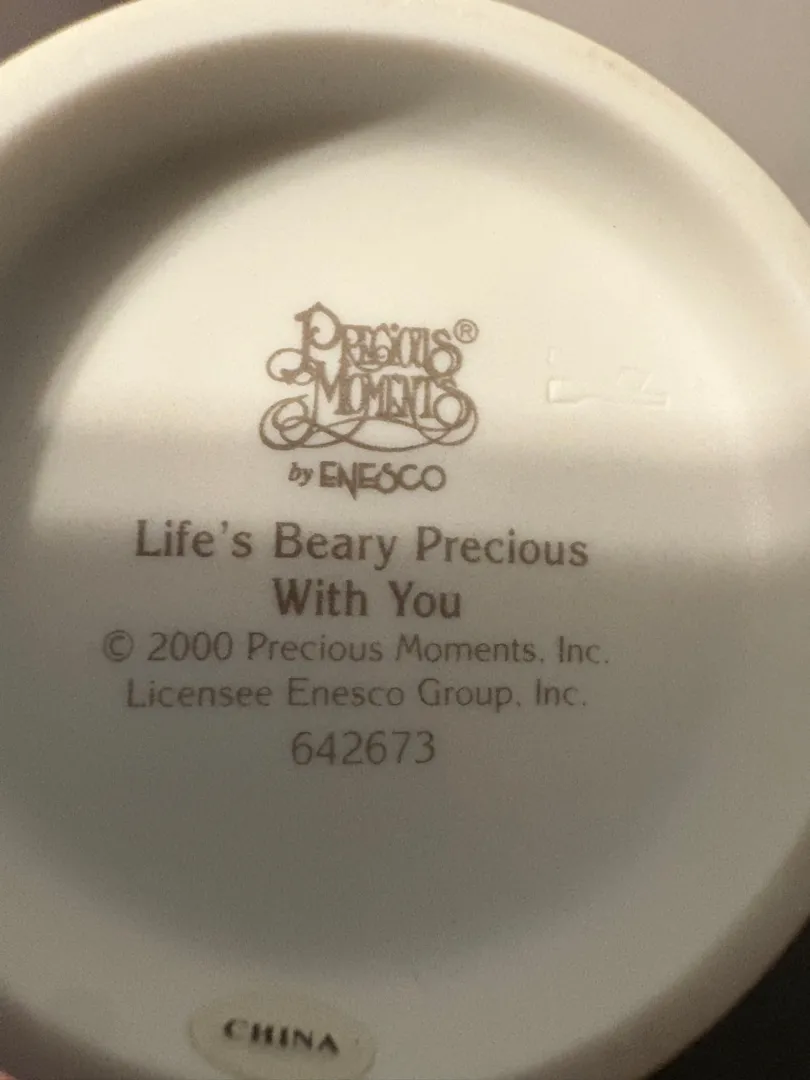 PRECIOUS®
MOMENTS
by ENESCO
Life's Beary Precious
With You
© 2000 Precious Moments, Inc.
Licensee Enesco Group, Inc.
642673
CHINA